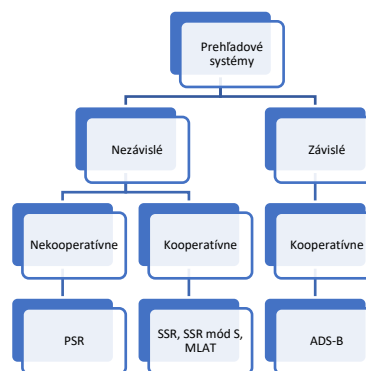 Prehľadové
systémy
Nezávislé
Závislé
Nekooperatívne
Kooperatívne
Kooperatívne
PSR
SSR, SSR mód S,
MLAT
ADS-B